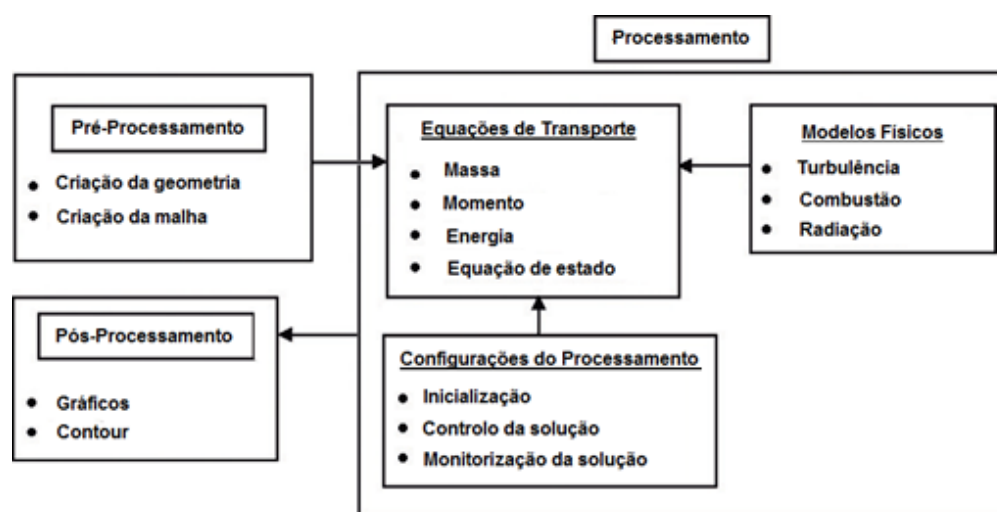 Processamento
Pré-Processamento
Criação da geometria
Criação da malha
Equações de Transporte
Massa
Momento
Energia
Equação de estado
Modelos Físicos
Turbulência
Combustão
Radiação
Pós-Processamento
Gráficos
Contour
Configurações do Processamento
Inicialização
Controlo da solução
Monitorização da solução